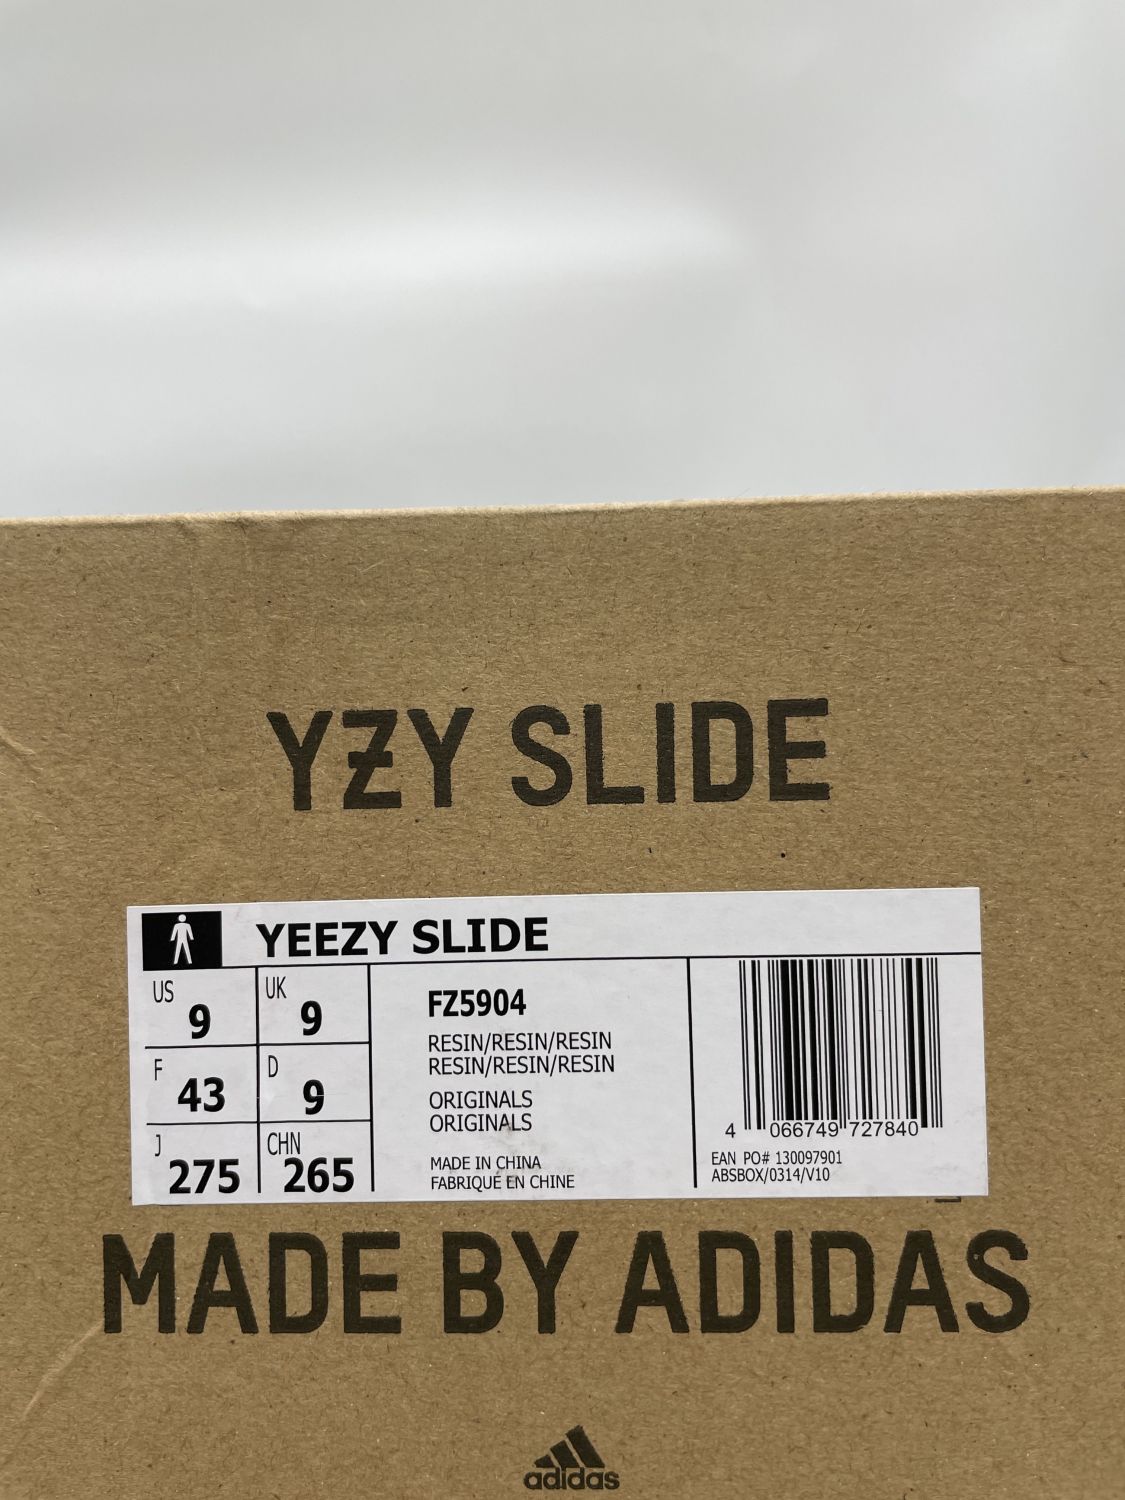 YZY SLIDE
YEEZY SLIDE
US 9 UK 9
F 43 D 9
J 275 CHN 265
FZ5904
RESIN/RESIN/RESIN
RESIN/RESIN/RESIN
ORIGINALS
ORIGINALS
MADE IN CHINA
FABRIQUÉ EN CHINE
4 066749 727840
EAN PO# 130097901
ABSBOX/0314/V10
MADE BY ADIDAS
adidas